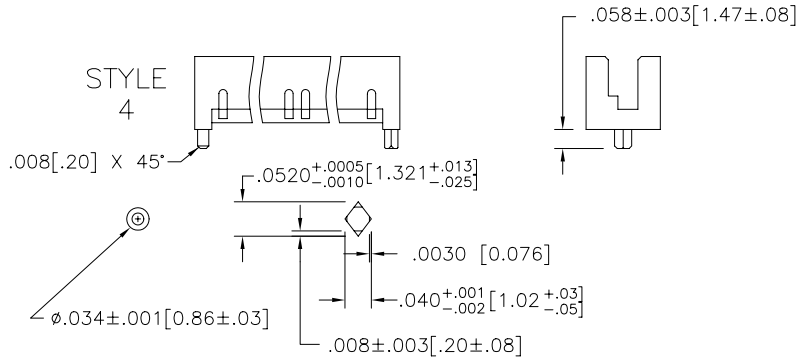 .058±.003[1.47±.08]
STYLE
4
.008[.20] X 45°
.0520 +.0005 -.0010 [1.321 +.013 -.025]
.0030 [0.076]
.040 +.001 -.002 [1.02 +.03 -.05]
ø.034±.001[0.86±.03]
.008±.003[.20±.08]